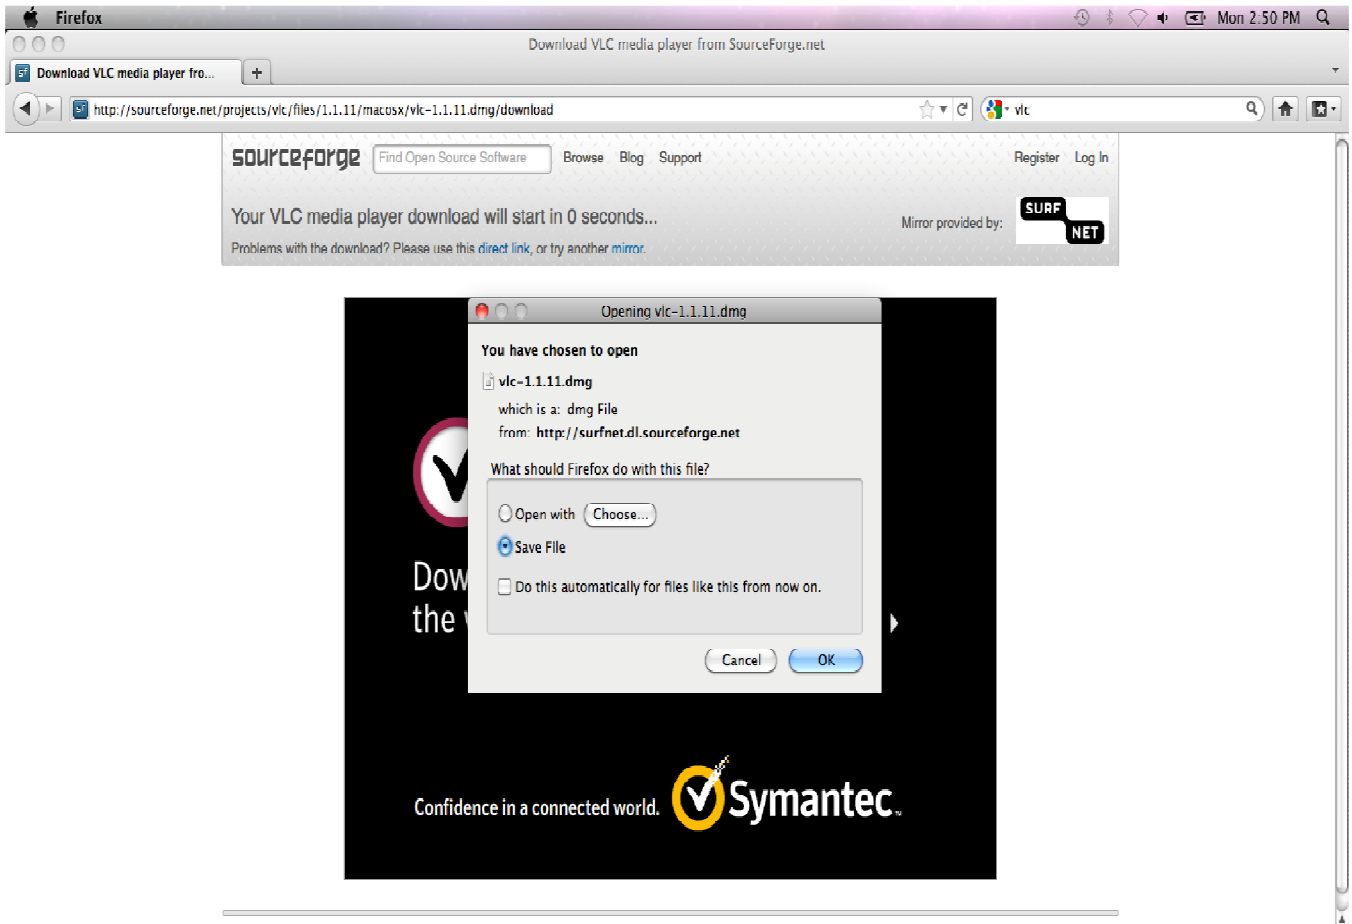 Firefox
Mon 2:50 PM
Download VLC media player from SourceForge.net
Download VLC media player fro...
http://sourceforge.net/projects/vlc/files/1.1.11/macosx/vlc-1.1.11.dmg/download
vlc
sourceforge
Find Open Source Software
Browse Blog Support
Register Log In
Your VLC media player download will start in 0 seconds...
Mirror provided by:
SURF
NET
Problems with the download? Please use this direct link, or try another mirror.
Opening vlc-1.1.11.dmg
You have chosen to open
vlc-1.1.11.dmg
which is a: dmg File
from: http://surfnet.dl.sourceforge.net
What should Firefox do with this file?
Open with Choose...
Save File
Do this automatically for files like this from now on.
Cancel OK
Dow
the
Confidence in a connected world.
Symantec